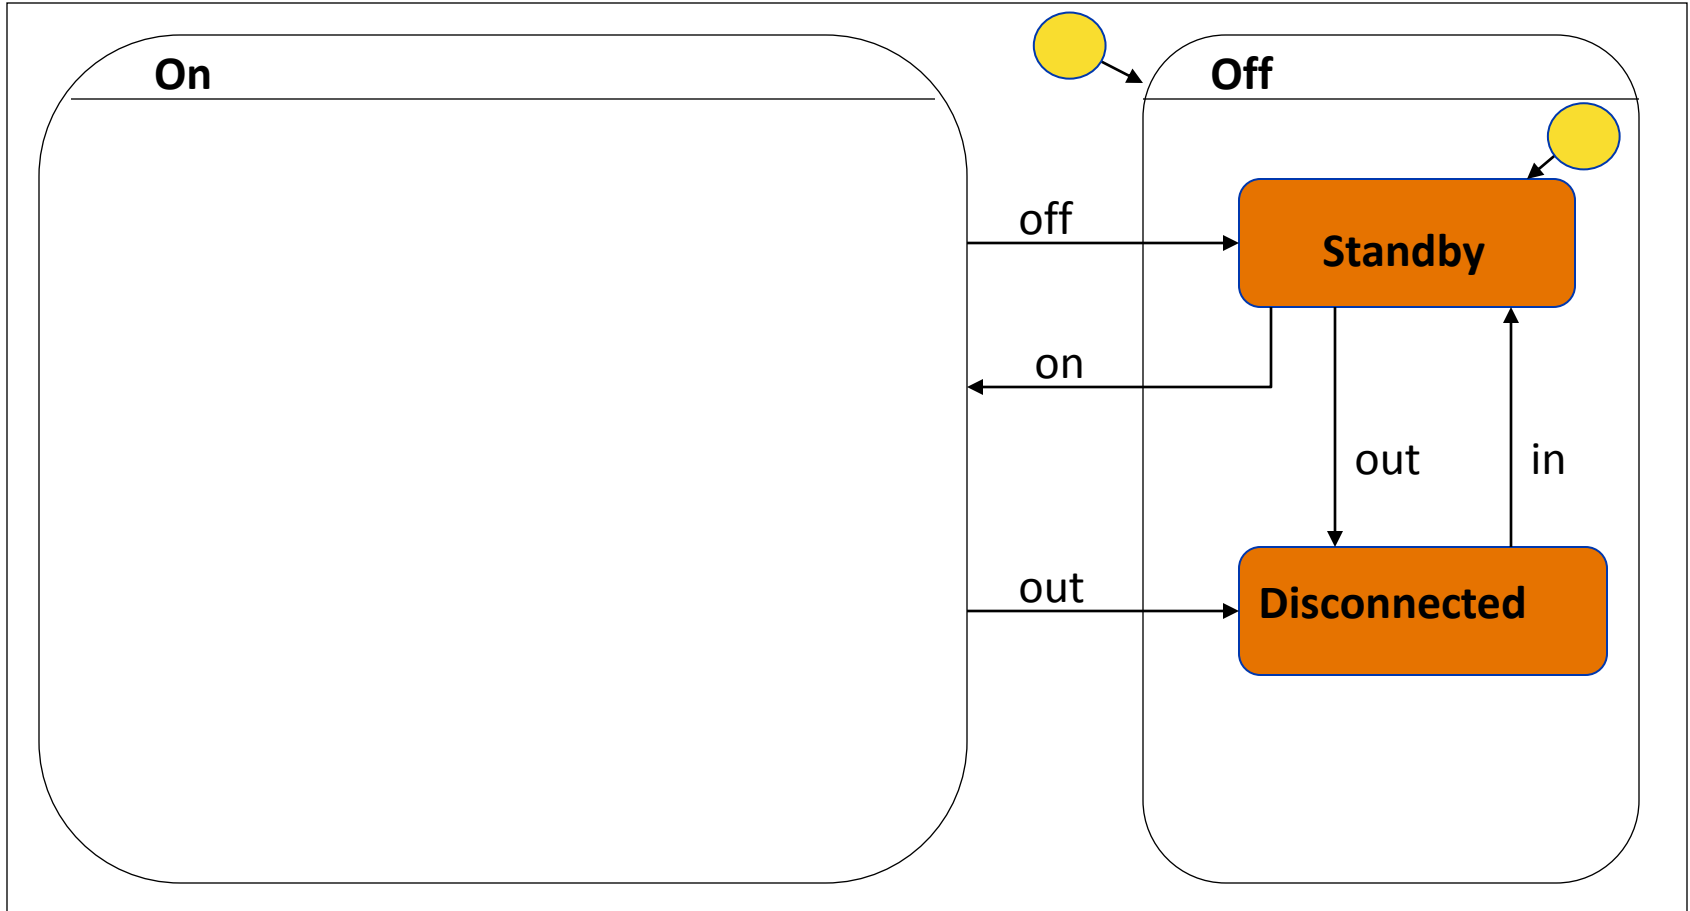 On
Off
off
Standby
on
out
in
out
Disconnected